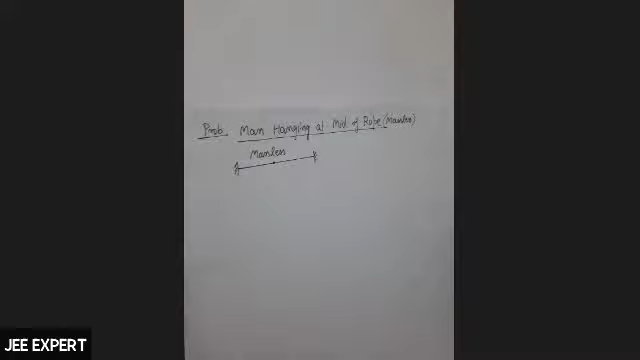 Prob. Man Hanging at Mid of Rope (Massless)
Massless
JEE EXPERT